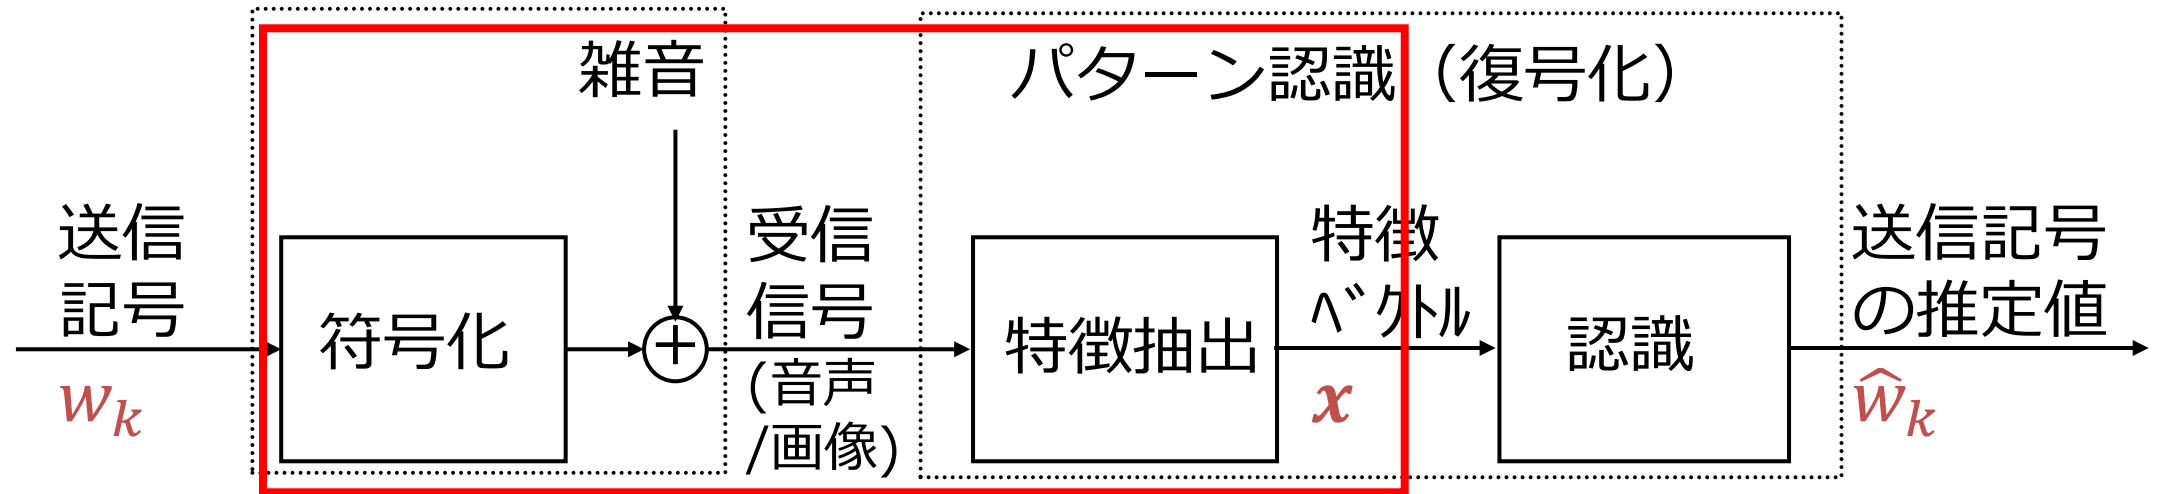 雑音
パターン認識（復号化）
送信
記号
w_k
符号化
+
受信
信号
(音声
/画像)
特徴抽出
特徴
ﾍﾞｸﾄﾙ
x
認識
送信記号
の推定値
ŵ_k